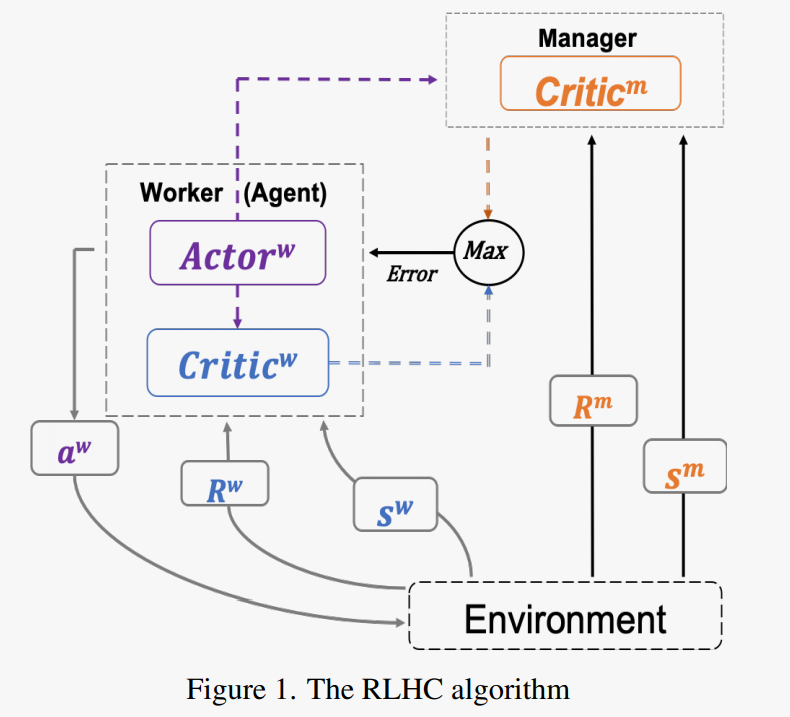 Manager
Critic^m
Worker (Agent)
Actor^w
Max
Error
Critic^w
R^m
a^w
s^m
R^w
s^w
Environment
Figure 1. The RLHC algorithm